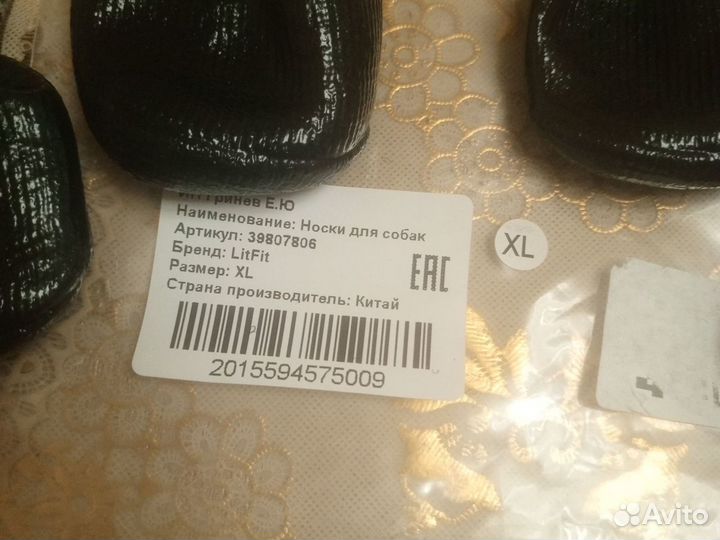 ИП Гринев Е.Ю
Наименование: Носки для собак
Артикул: 39807806
Бренд: LitFit
Размер: XL
Страна производитель: Китай
EAC
2015594575009
XL
Avito